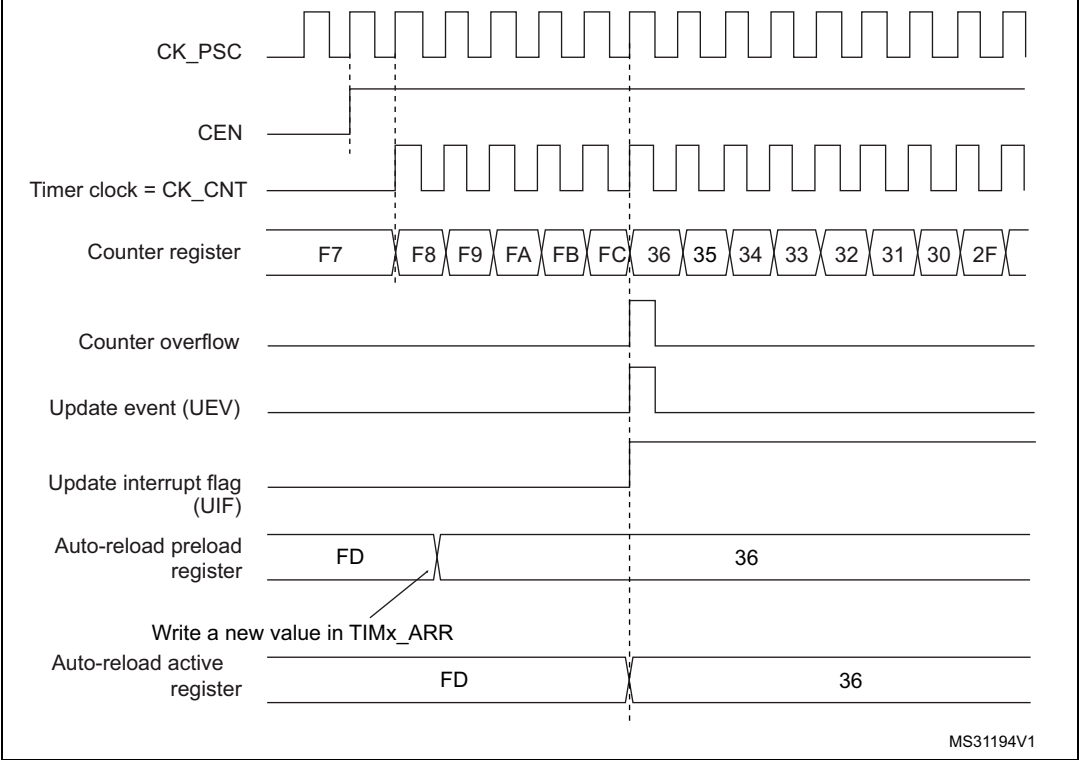 CK_PSC
CEN
Timer clock = CK_CNT
Counter register
F7 F8 F9 FA FB FC 36 35 34 33 32 31 30 2F
Counter overflow
Update event (UEV)
Update interrupt flag
(UIF)
Auto-reload preload
register
FD 36
Write a new value in TIMx_ARR
Auto-reload active
register
FD 36
MS31194V1